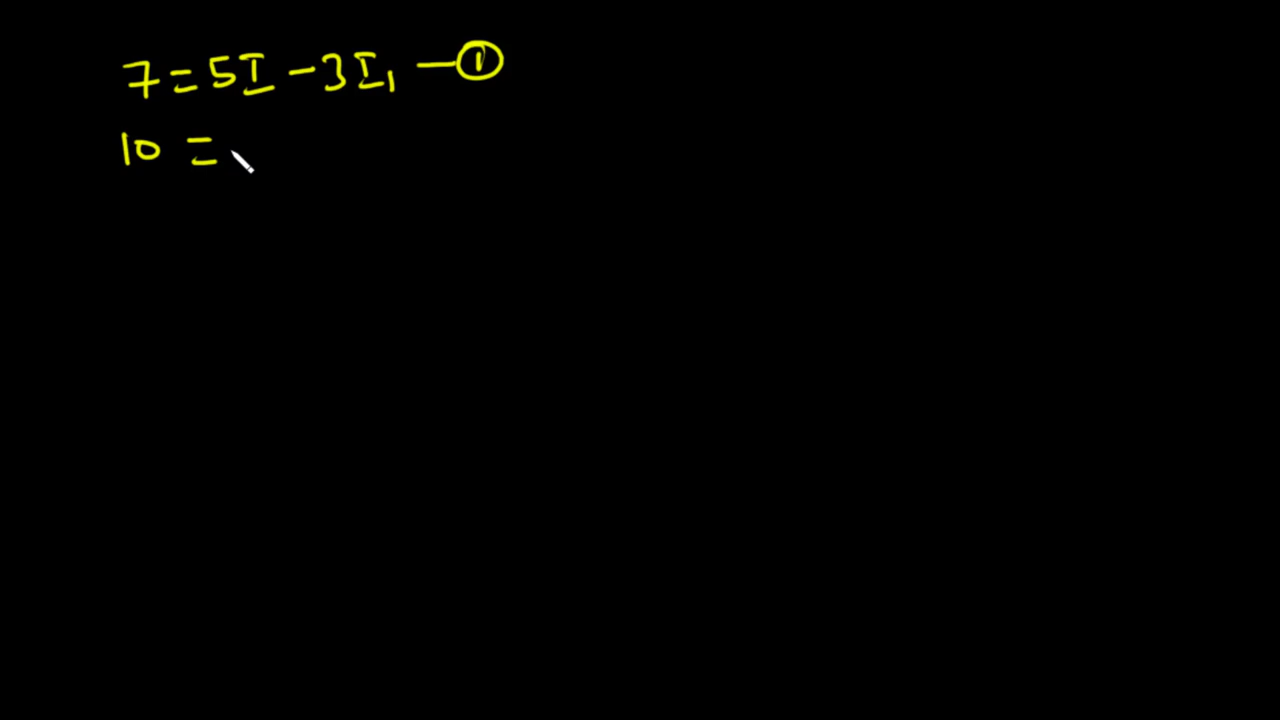 7 = 5I - 3I₁ — ①
10 =